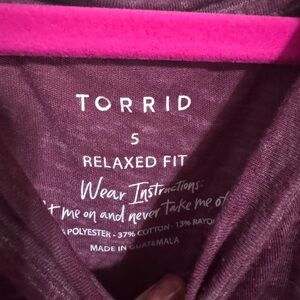 TORRID
5
RELAXED FIT
Wear Instructions:
me on and never take me
POLYESTER - 37% COTTON - 13% RAYON
MADE IN GUATEMALA